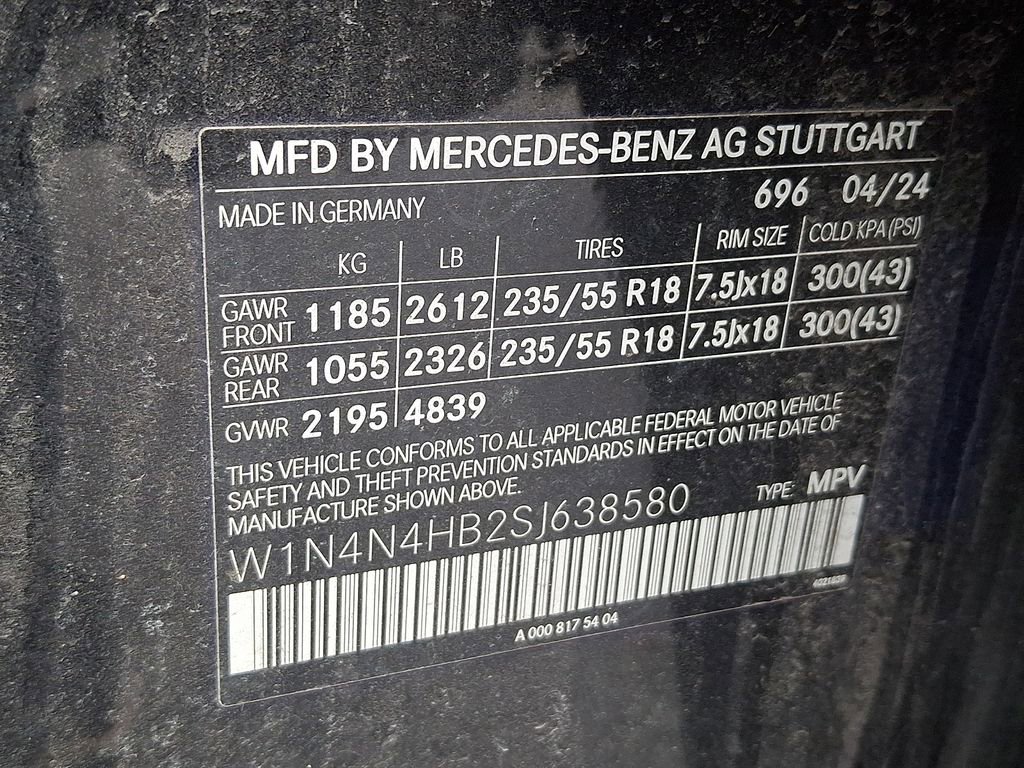 MFD BY MERCEDES-BENZ AG STUTTGART
MADE IN GERMANY 696 04/24
KG LB TIRES RIM SIZE COLD KPA (PSI)
GAWR FRONT 1185 2612 235/55 R18 7.5Jx18 300(43)
GAWR REAR 1055 2326 235/55 R18 7.5Jx18 300(43)
GVWR 2195 4839
THIS VEHICLE CONFORMS TO ALL APPLICABLE FEDERAL MOTOR VEHICLE
SAFETY AND THEFT PREVENTION STANDARDS IN EFFECT ON THE DATE OF
MANUFACTURE SHOWN ABOVE.
W1N4N4HB2SJ638580 TYPE: MPV
A 000 817 54 04